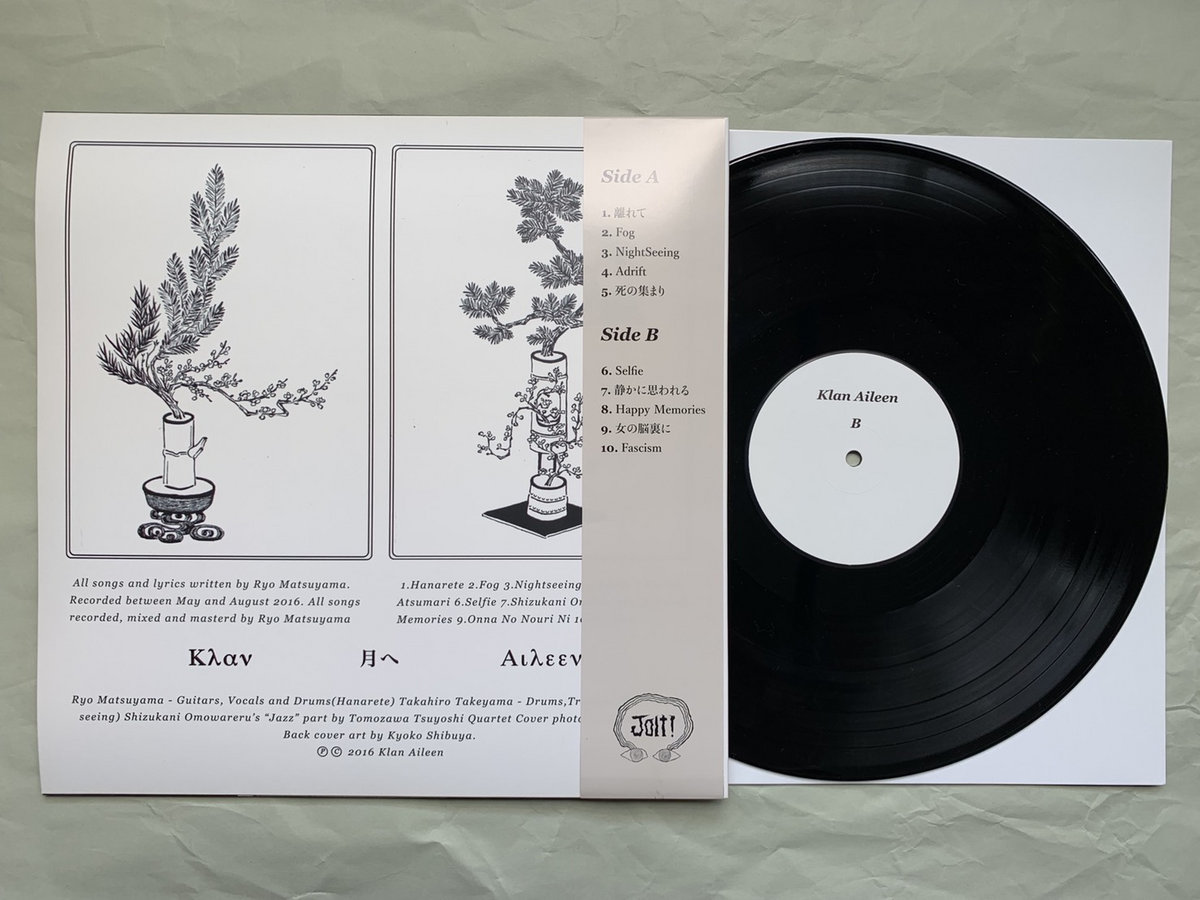 All songs and lyrics written by Ryo Matsuyama.
Recorded between May and August 2016. All songs
recorded, mixed and masterd by Ryo Matsuyama
1.Hanarete 2.Fog 3.Nightseeing
Atsumari 6.Selfie 7.Shizukani
Memories 9.Onna No Nouri Ni
Κλαν 月へ Αιλεεν
Ryo Matsuyama - Guitars, Vocals and Drums(Hanarete) Takahiro Takeyama - Drums,
seeing) Shizukani Omowareru's "Jazz" part by Tomozawa Tsuyoshi Quartet Cover
Back cover art by Kyoko Shibuya.
Ⓟ Ⓒ 2016 Klan Aileen
Side A
1. 離れて
2. Fog
3. NightSeeing
4. Adrift
5. 死の集まり
Side B
6. Selfie
7. 静かに思われる
8. Happy Memories
9. 女の脳裏に
10. Fascism
Jolt!
Klan Aileen
B